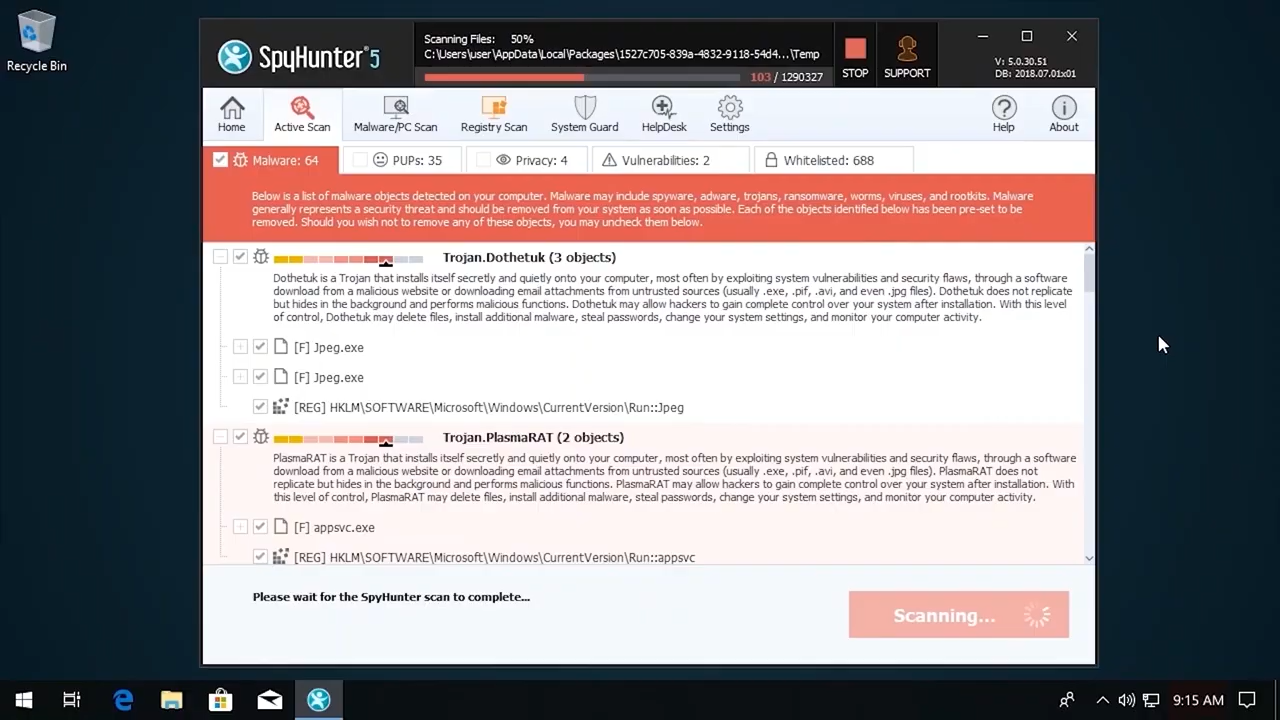 Recycle Bin
SpyHunter® 5
Scanning Files: 50%
C:\Users\user\AppData\Local\Packages\1527c705-839a-4832-9118-54d4...\Temp
103 / 1290327
STOP
SUPPORT
V: 5.0.30.51
DB: 2018.07.01x01
Home
Active Scan
Malware/PC Scan
Registry Scan
System Guard
HelpDesk
Settings
Help
About
Malware: 64
PUPs: 35
Privacy: 4
Vulnerabilities: 2
Whitelisted: 688
Below is a list of malware objects detected on your computer. Malware may include spyware, adware, trojans, ransomware, worms, viruses, and rootkits. Malware
generally represents a security threat and should be removed from your system as soon as possible. Each of the objects identified below has been pre-set to be
removed. Should you wish not to remove any of these objects, you may uncheck them below.
Trojan.Dothetuk (3 objects)
Dothetuk is a Trojan that installs itself secretly and quietly onto your computer, most often by exploiting system vulnerabilities and security flaws, through a software
download from a malicious website or downloading email attachments from untrusted sources (usually .exe, .pif, .avi, and even .jpg files). Dothetuk does not replicate
but hides in the background and performs malicious functions. Dothetuk may allow hackers to gain complete control over your system after installation. With this level
of control, Dothetuk may delete files, install additional malware, steal passwords, change your system settings, and monitor your computer activity.
[F] Jpeg.exe
[F] Jpeg.exe
[REG] HKLM\SOFTWARE\Microsoft\Windows\CurrentVersion\Run::Jpeg
Trojan.PlasmaRAT (2 objects)
PlasmaRAT is a Trojan that installs itself secretly and quietly onto your computer, most often by exploiting system vulnerabilities and security flaws, through a software
download from a malicious website or downloading email attachments from untrusted sources (usually .exe, .pif, .avi, and even .jpg files). PlasmaRAT does not
replicate but hides in the background and performs malicious functions. PlasmaRAT may allow hackers to gain complete control over your system after installation. With
this level of control, PlasmaRAT may delete files, install additional malware, steal passwords, change your system settings, and monitor your computer activity.
[F] appsvc.exe
[REG] HKLM\SOFTWARE\Microsoft\Windows\CurrentVersion\Run::appsvc
Please wait for the SpyHunter scan to complete...
Scanning...
9:15 AM